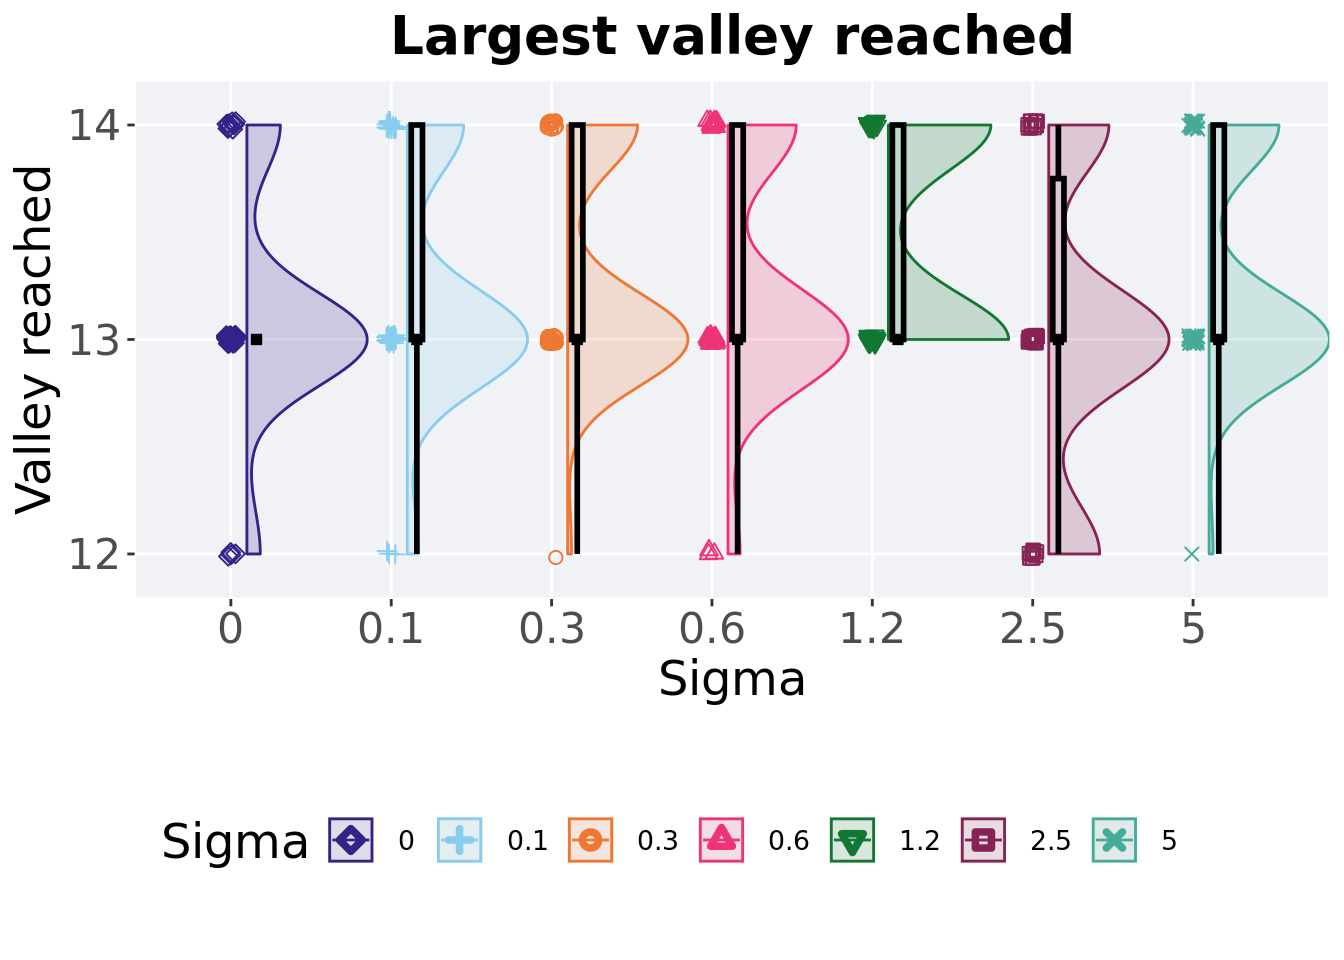 Largest valley reached
Valley reached
14
13
12
0 0.1 0.3 0.6 1.2 2.5 5
Sigma
Sigma 0 0.1 0.3 0.6 1.2 2.5 5